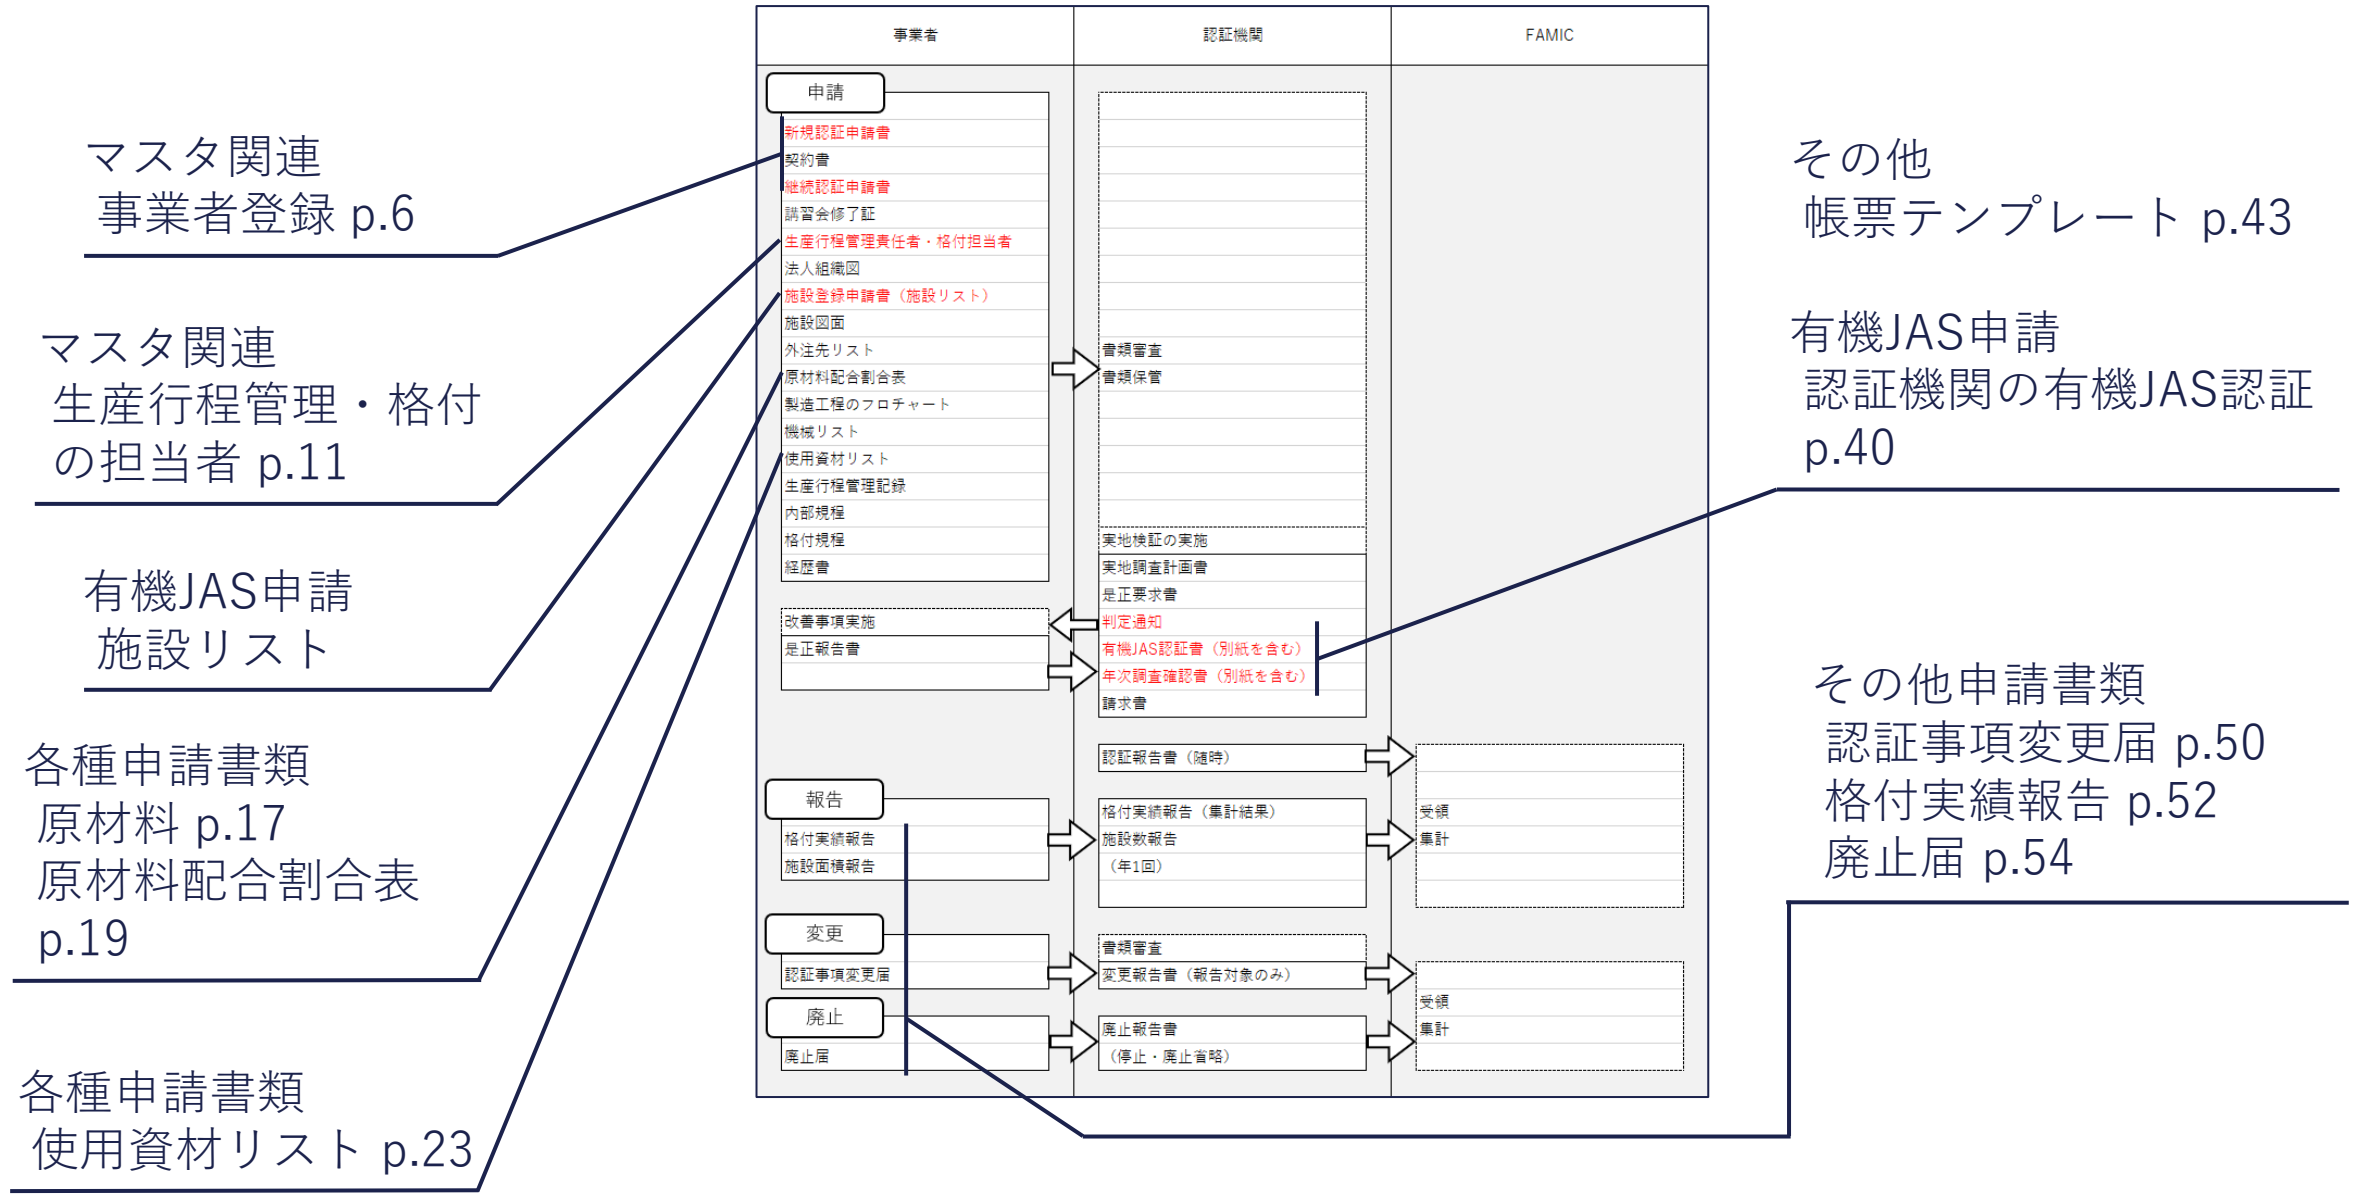 事業者
認証機関
FAMIC
申請
新規認証申請書
契約書
継続認証申請書
講習会修了証
生産行程管理責任者・格付担当者
法人組織図
施設登録申請書（施設リスト）
施設図面
外注先リスト
原材料配合割合表
製造工程のフロチャート
機械リスト
使用資材リスト
生産行程管理記録
内部規程
格付規程
経歴書
書類審査
書類保管
実地検証の実施
実地調査計画書
是正要求書
判定通知
有機JAS認証書（別紙を含む）
年次調査確認書（別紙を含む）
請求書
改善事項実施
是正報告書
認証報告書（随時）
報告
格付実績報告
施設面積報告
格付実績報告（集計結果）
施設数報告
（年1回）
受領
集計
変更
認証事項変更届
書類審査
変更報告書（報告対象のみ）
廃止
廃止届
廃止報告書
（停止・廃止省略）
受領
集計
マスタ関連
事業者登録 p.6
マスタ関連
生産行程管理・格付
の担当者 p.11
有機JAS申請
施設リスト
各種申請書類
原材料 p.17
原材料配合割合表
p.19
各種申請書類
使用資材リスト p.23
その他
帳票テンプレート p.43
有機JAS申請
認証機関の有機JAS認証
p.40
その他申請書類
認証事項変更届 p.50
格付実績報告 p.52
廃止届 p.54